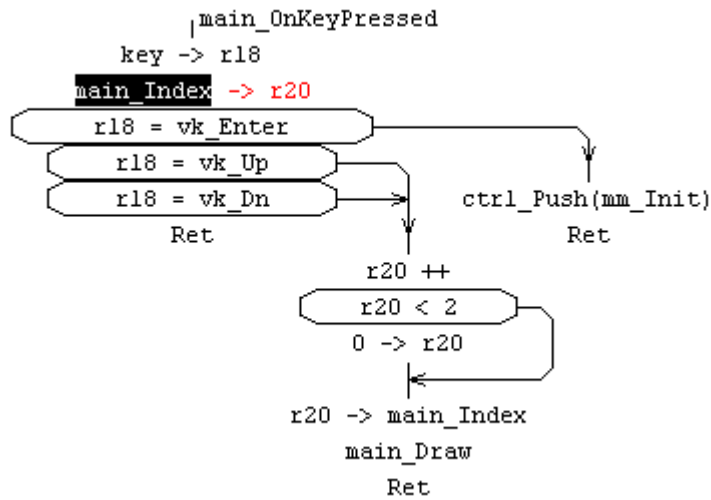 main_OnKeyPressed
key -> r18
main_Index -> r20
r18 = vk_Enter
r18 = vk_Up
r18 = vk_Dn
ctrl_Push(mm_Init)
Ret
Ret
r20 ++
r20 < 2
0 -> r20
r20 -> main_Index
main_Draw
Ret